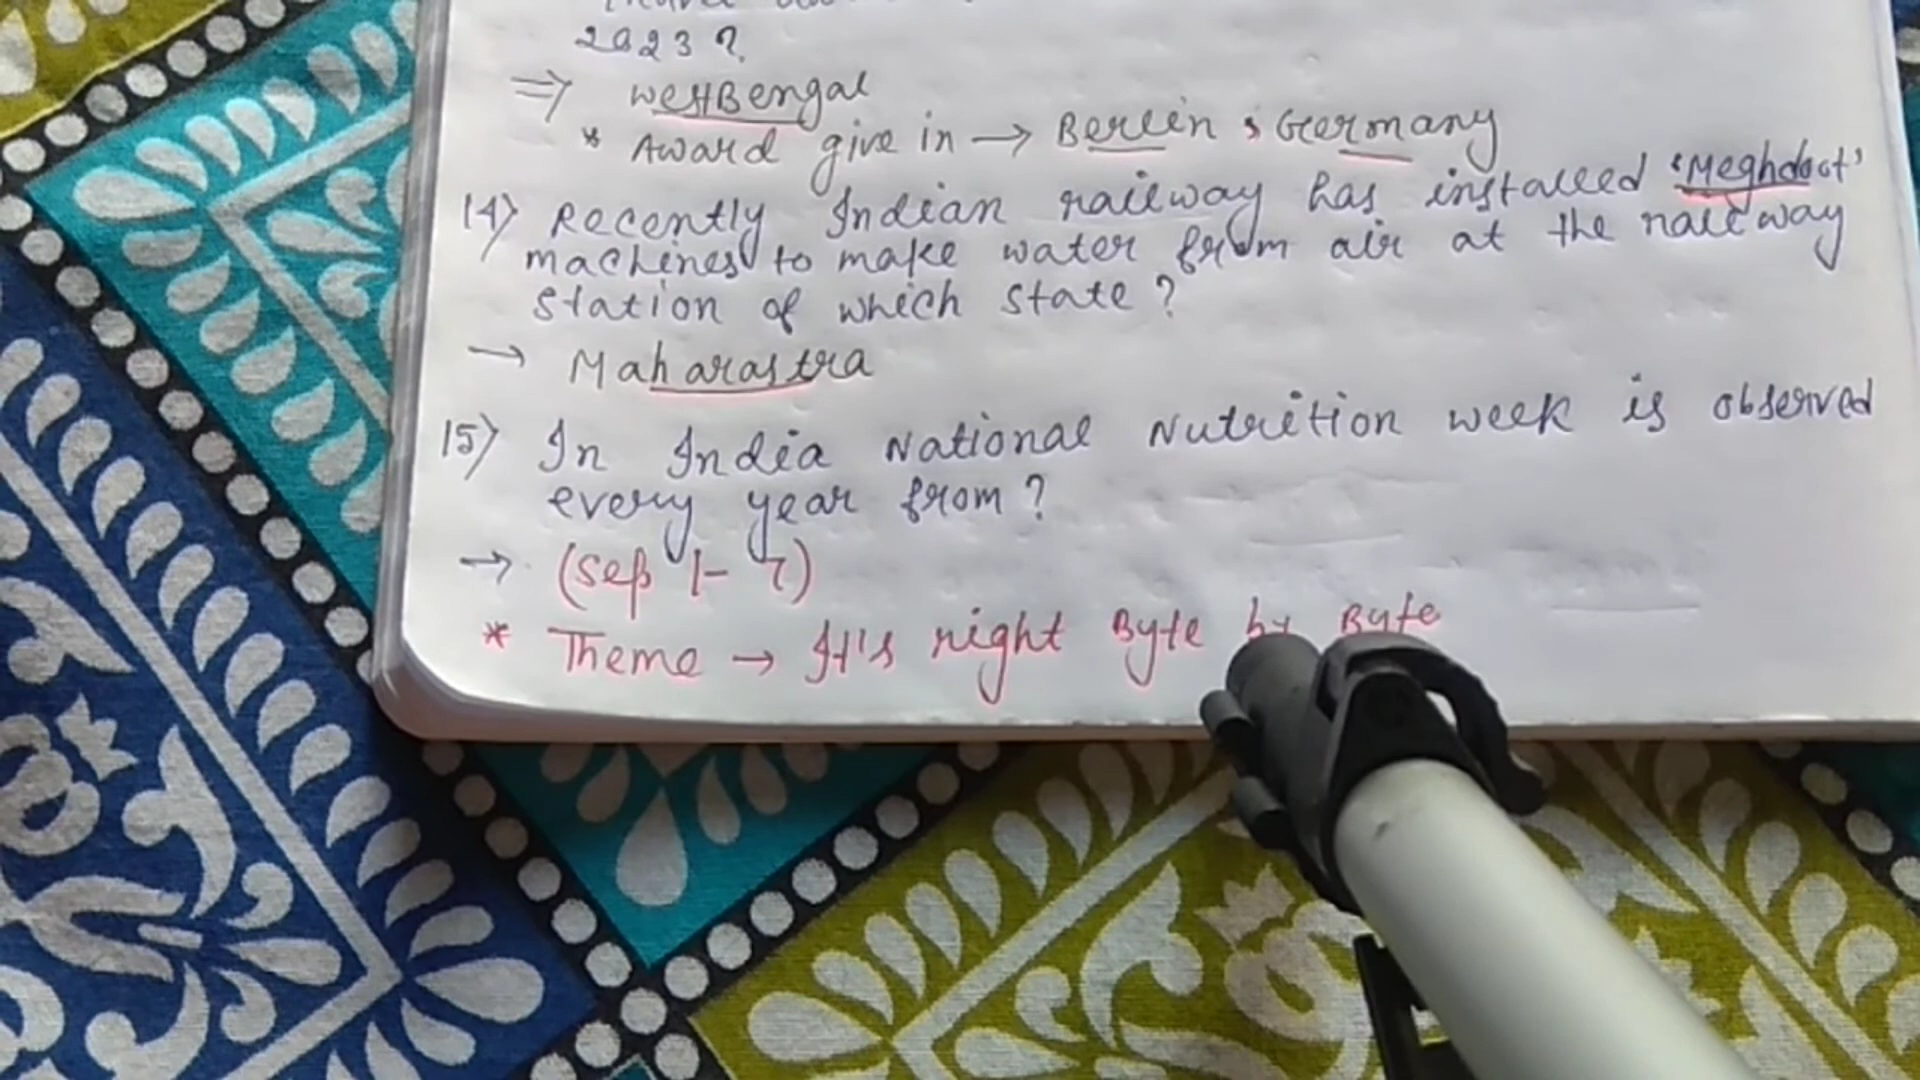 2023?
⇒ WestBengal
* Award give in → Berlin, Germany
14) Recently Indian railway has installed 'Meghdoot'
machines to make water from air at the railway
station of which state?
→ Maharastra
15) In India National Nutrition week is observed
every year from?
→ (Sep 1-7)
* Theme → It's right Byte by Byte